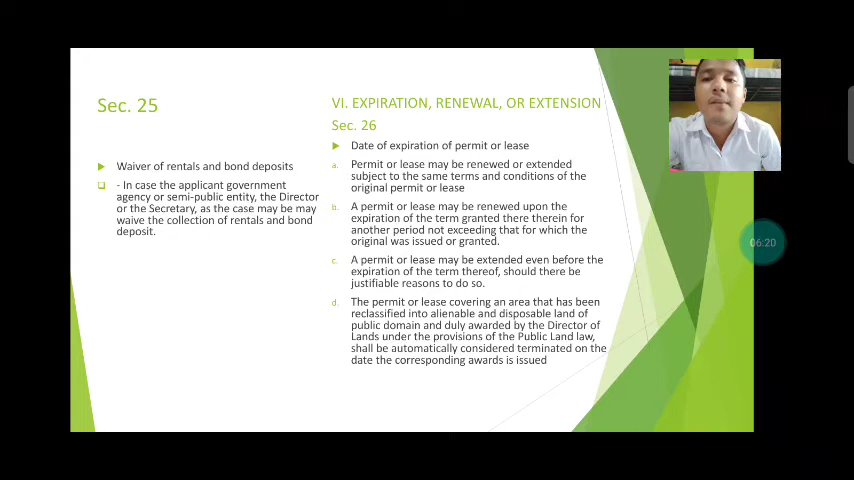 Sec. 25
Waiver of rentals and bond deposits
- In case the applicant government
agency or semi-public entity, the Director
or the Secretary, as the case may be may
waive the collection of rentals and bond
deposit.
VI. EXPIRATION, RENEWAL, OR EXTENSION
Sec. 26
Date of expiration of permit or lease
a. Permit or lease may be renewed or extended
subject to the same terms and conditions of the
original permit or lease
b. A permit or lease may be renewed upon the
expiration of the term granted there therein for
another period not exceeding that for which the
original was issued or granted.
c. A permit or lease may be extended even before the
expiration of the term thereof, should there be
justifiable reasons to do so.
d. The permit or lease covering an area that has been
reclassified into alienable and disposable land of
public domain and duly awarded by the Director of
Lands under the provisions of the Public Land law,
shall be automatically considered terminated on the
date the corresponding awards is issued
06:20